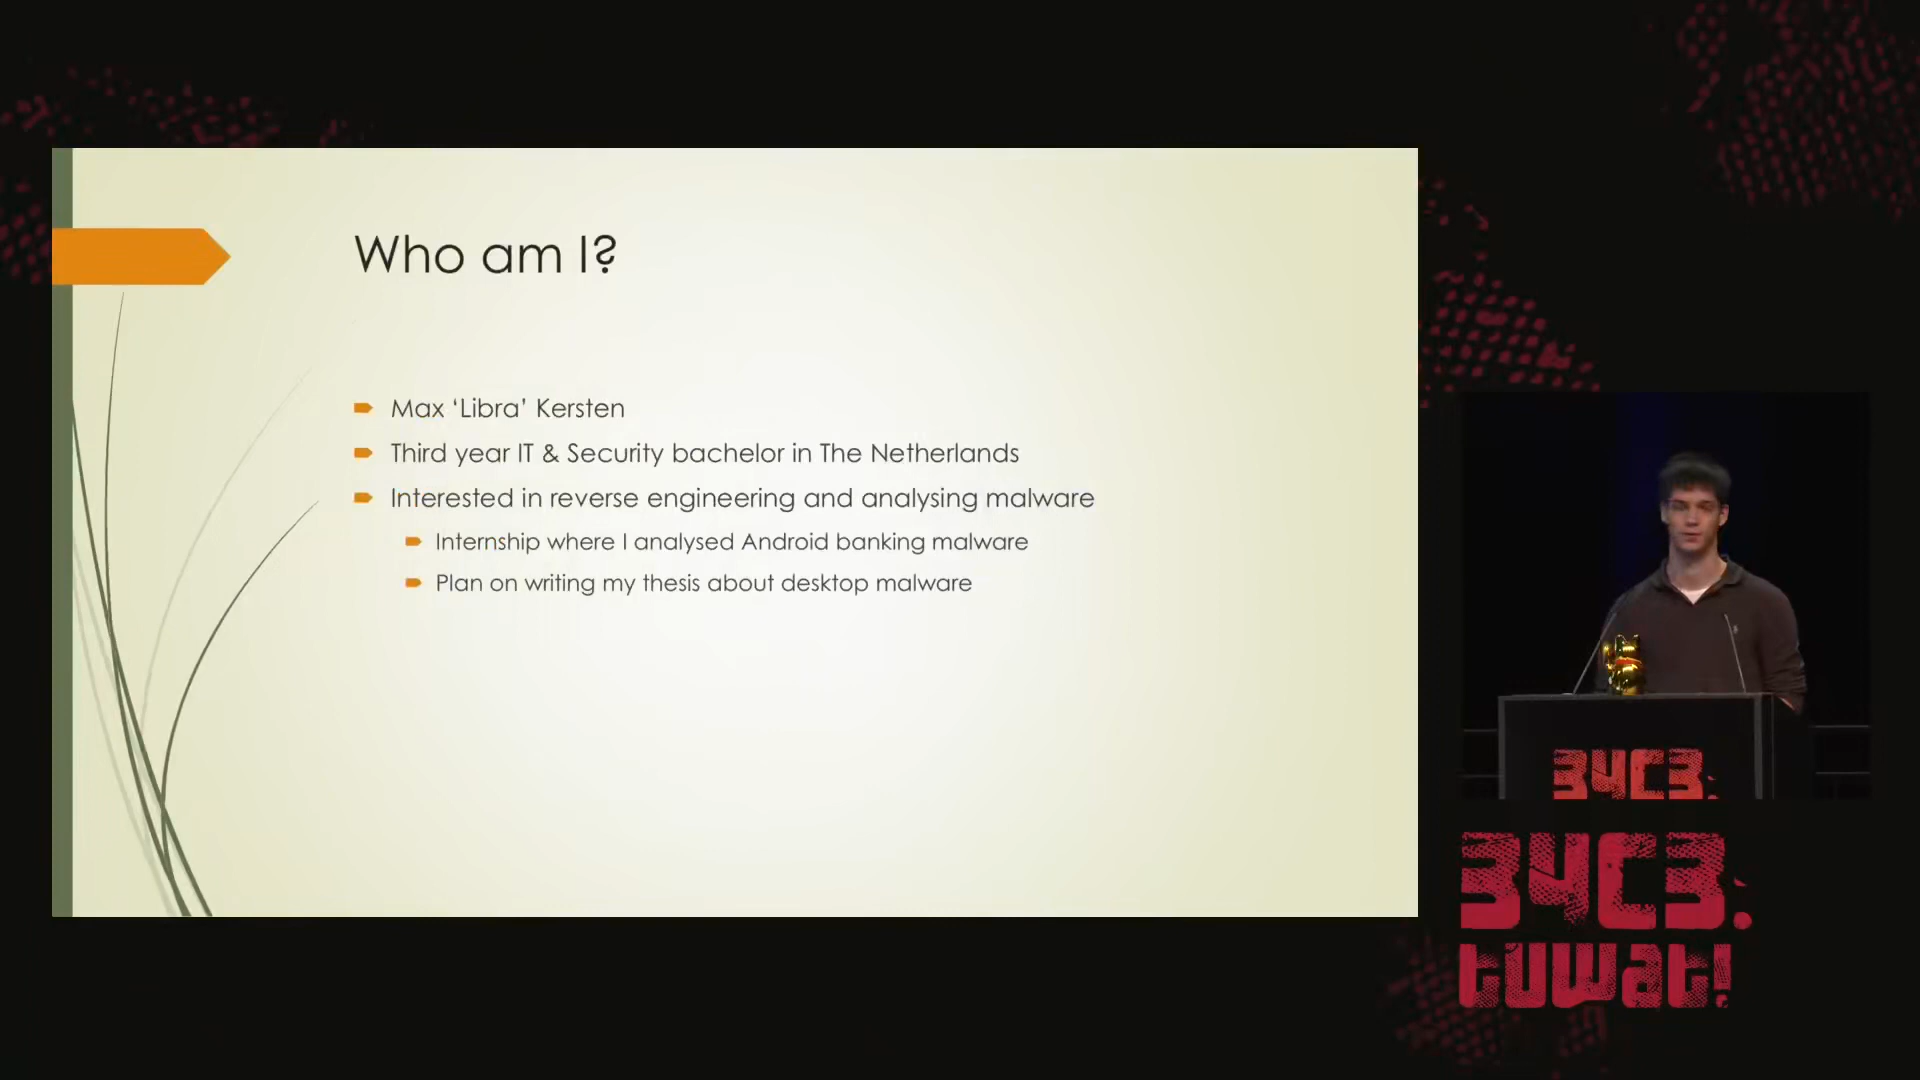 Who am I?
Max ‘Libra’ Kersten
Third year IT & Security bachelor in The Netherlands
Interested in reverse engineering and analysing malware
Internship where I analysed Android banking malware
Plan on writing my thesis about desktop malware
34C3.
34C3.
tuwat!